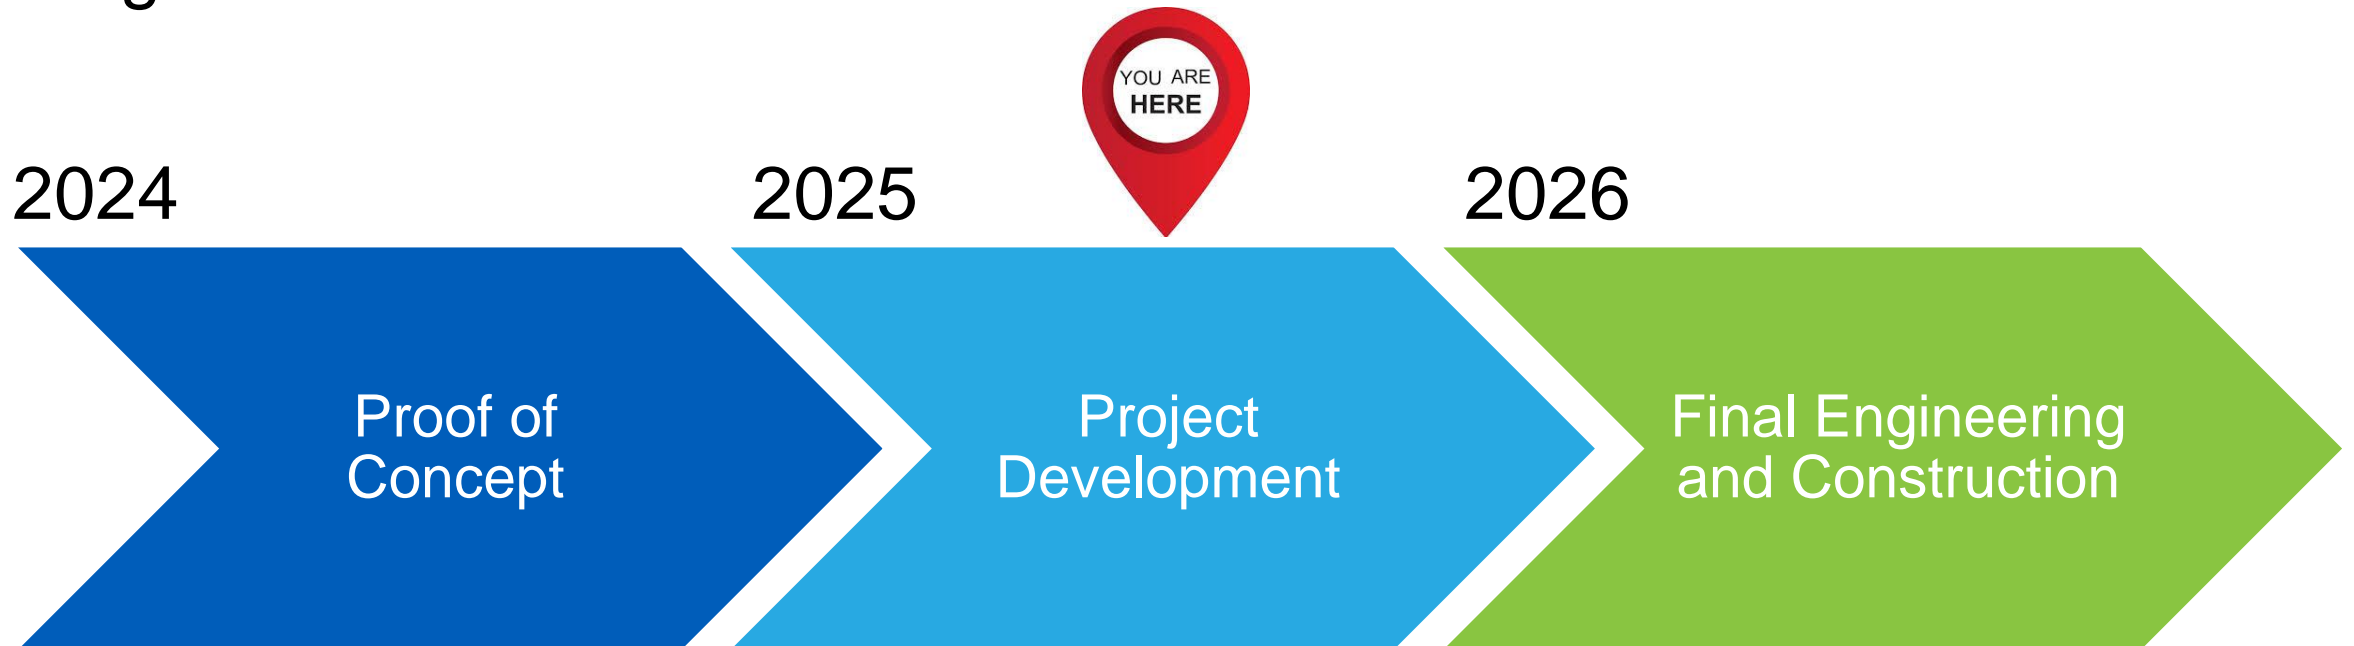 YOU ARE
HERE
2024
2025
2026
Proof of
Concept
Project
Development
Final Engineering
and Construction